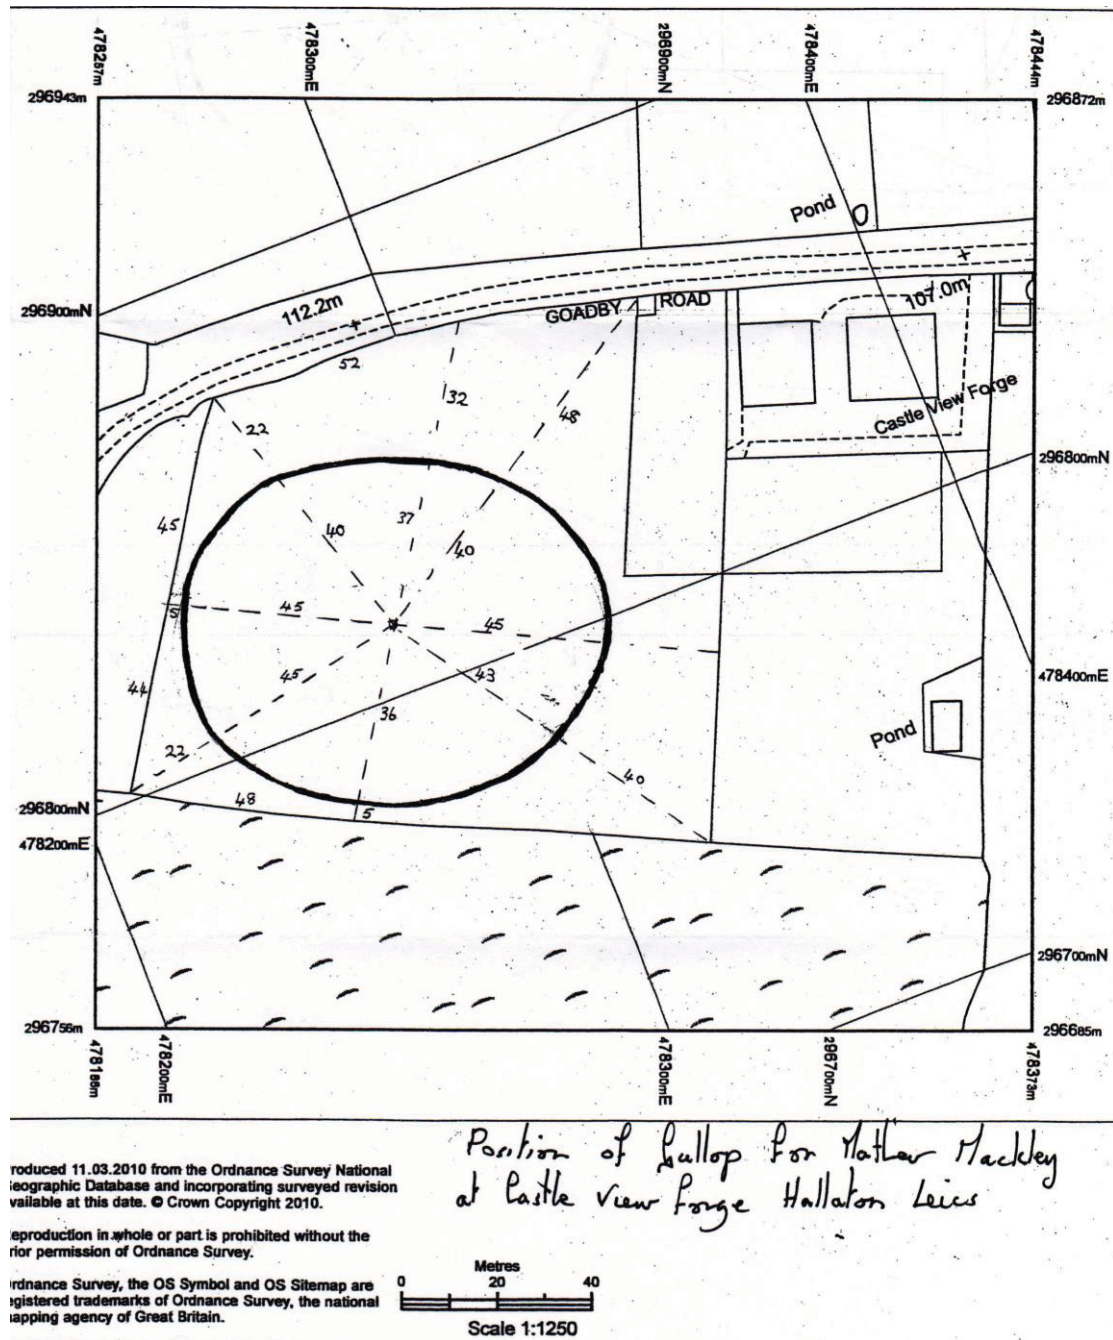 478257m
478300mE
296900mN
478400mE
478444m
296943m
296872m
Pond
112.2m
296900mN
GOADBY ROAD
107.0m
52
32
48
22
Castle View Forge
296800mN
45
40
37
40
5
45
45
478400mE
44
45
43
36
22
Pond
40
48
5
296800mN
478200mE
296700mN
296756m
296685m
478186m
478200mE
478300mE
296700mN
478373m
Position of Gullop For Mathew Mackley
at Castle View Forge Hallaton Leics
roduced 11.03.2010 from the Ordnance Survey National
eographic Database and incorporating surveyed revision
vailable at this date. © Crown Copyright 2010.
eproduction in whole or part is prohibited without the
rior permission of Ordnance Survey.
rdnance Survey, the OS Symbol and OS Sitemap are
egistered trademarks of Ordnance Survey, the national
apping agency of Great Britain.
Metres
0 20 40
Scale 1:1250